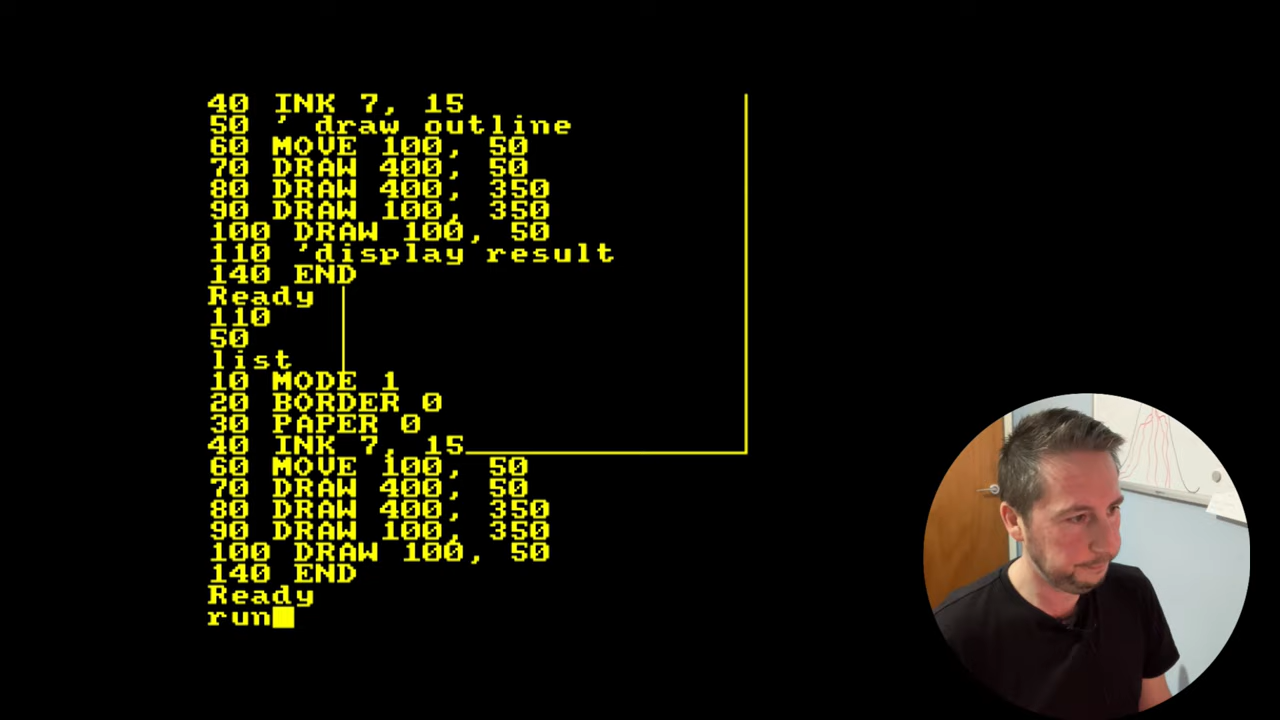 40 INK 7, 15
50 ' draw outline
60 MOVE 100, 50
70 DRAW 400, 50
80 DRAW 400, 350
90 DRAW 100, 350
100 DRAW 100, 50
110 'display result
140 END
Ready
110
50
list
10 MODE 1
20 BORDER 0
30 PAPER 0
40 INK 7, 15
60 MOVE 100, 50
70 DRAW 400, 50
80 DRAW 400, 350
90 DRAW 100, 350
100 DRAW 100, 50
140 END
Ready
run